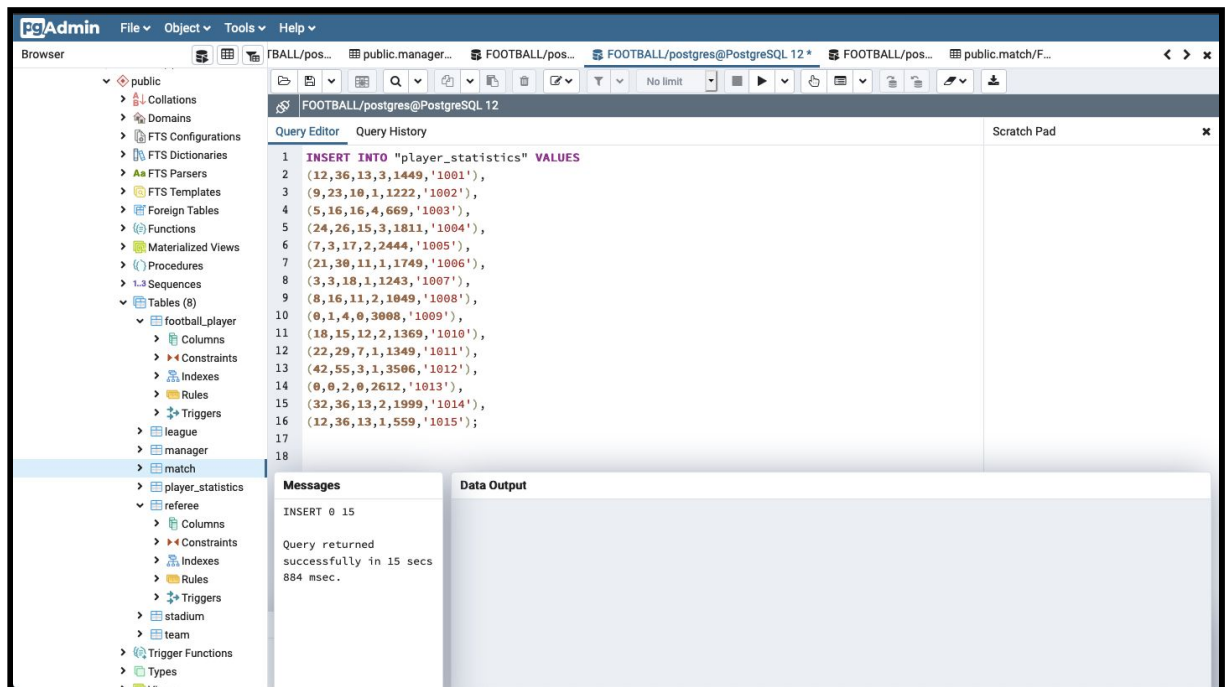 pgAdmin File Object Tools Help
Browser
FBALL/pos... public.manager... FOOTBALL/pos... FOOTBALL/postgres@PostgreSQL 12 * FOOTBALL/pos... public.match/F...
No limit
FOOTBALL/postgres@PostgreSQL 12
Query Editor Query History
Scratch Pad
public
Collations
Domains
FTS Configurations
FTS Dictionaries
FTS Parsers
FTS Templates
Foreign Tables
Functions
Materialized Views
Procedures
1..3 Sequences
Tables (8)
football_player
Columns
Constraints
Indexes
Rules
Triggers
league
manager
match
player_statistics
referee
Columns
Constraints
Indexes
Rules
Triggers
stadium
team
Trigger Functions
Types
1 INSERT INTO "player_statistics" VALUES
2 (12,36,13,3,1449,'1001'),
3 (9,23,10,1,1222,'1002'),
4 (5,16,16,4,669,'1003'),
5 (24,26,15,3,1811,'1004'),
6 (7,3,17,2,2444,'1005'),
7 (21,30,11,1,1749,'1006'),
8 (3,3,18,1,1243,'1007'),
9 (8,16,11,2,1049,'1008'),
10 (0,1,4,0,3008,'1009'),
11 (18,15,12,2,1369,'1010'),
12 (22,29,7,1,1349,'1011'),
13 (42,55,3,1,3506,'1012'),
14 (0,0,2,0,2612,'1013'),
15 (32,36,13,2,1999,'1014'),
16 (12,36,13,1,559,'1015');
17
18
Messages
INSERT 0 15
Query returned
successfully in 15 secs
884 msec.
Data Output